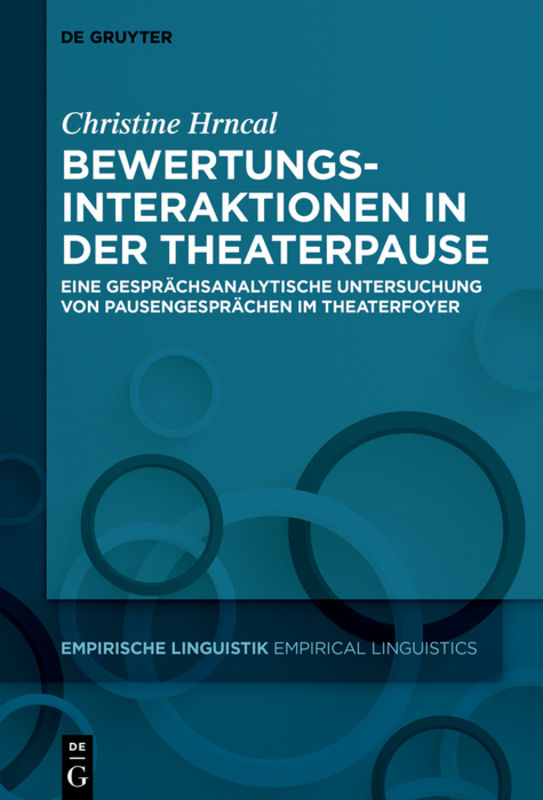 DE GRUYTER
Christine Hrncal
BEWERTUNGS-
INTERAKTIONEN IN
DER THEATERPAUSE
EINE GESPRÄCHSANALYTISCHE UNTERSUCHUNG
VON PAUSENGESPRÄCHEN IM THEATERFOYER
EMPIRISCHE LINGUISTIK EMPIRICAL LINGUISTICS
DE
G